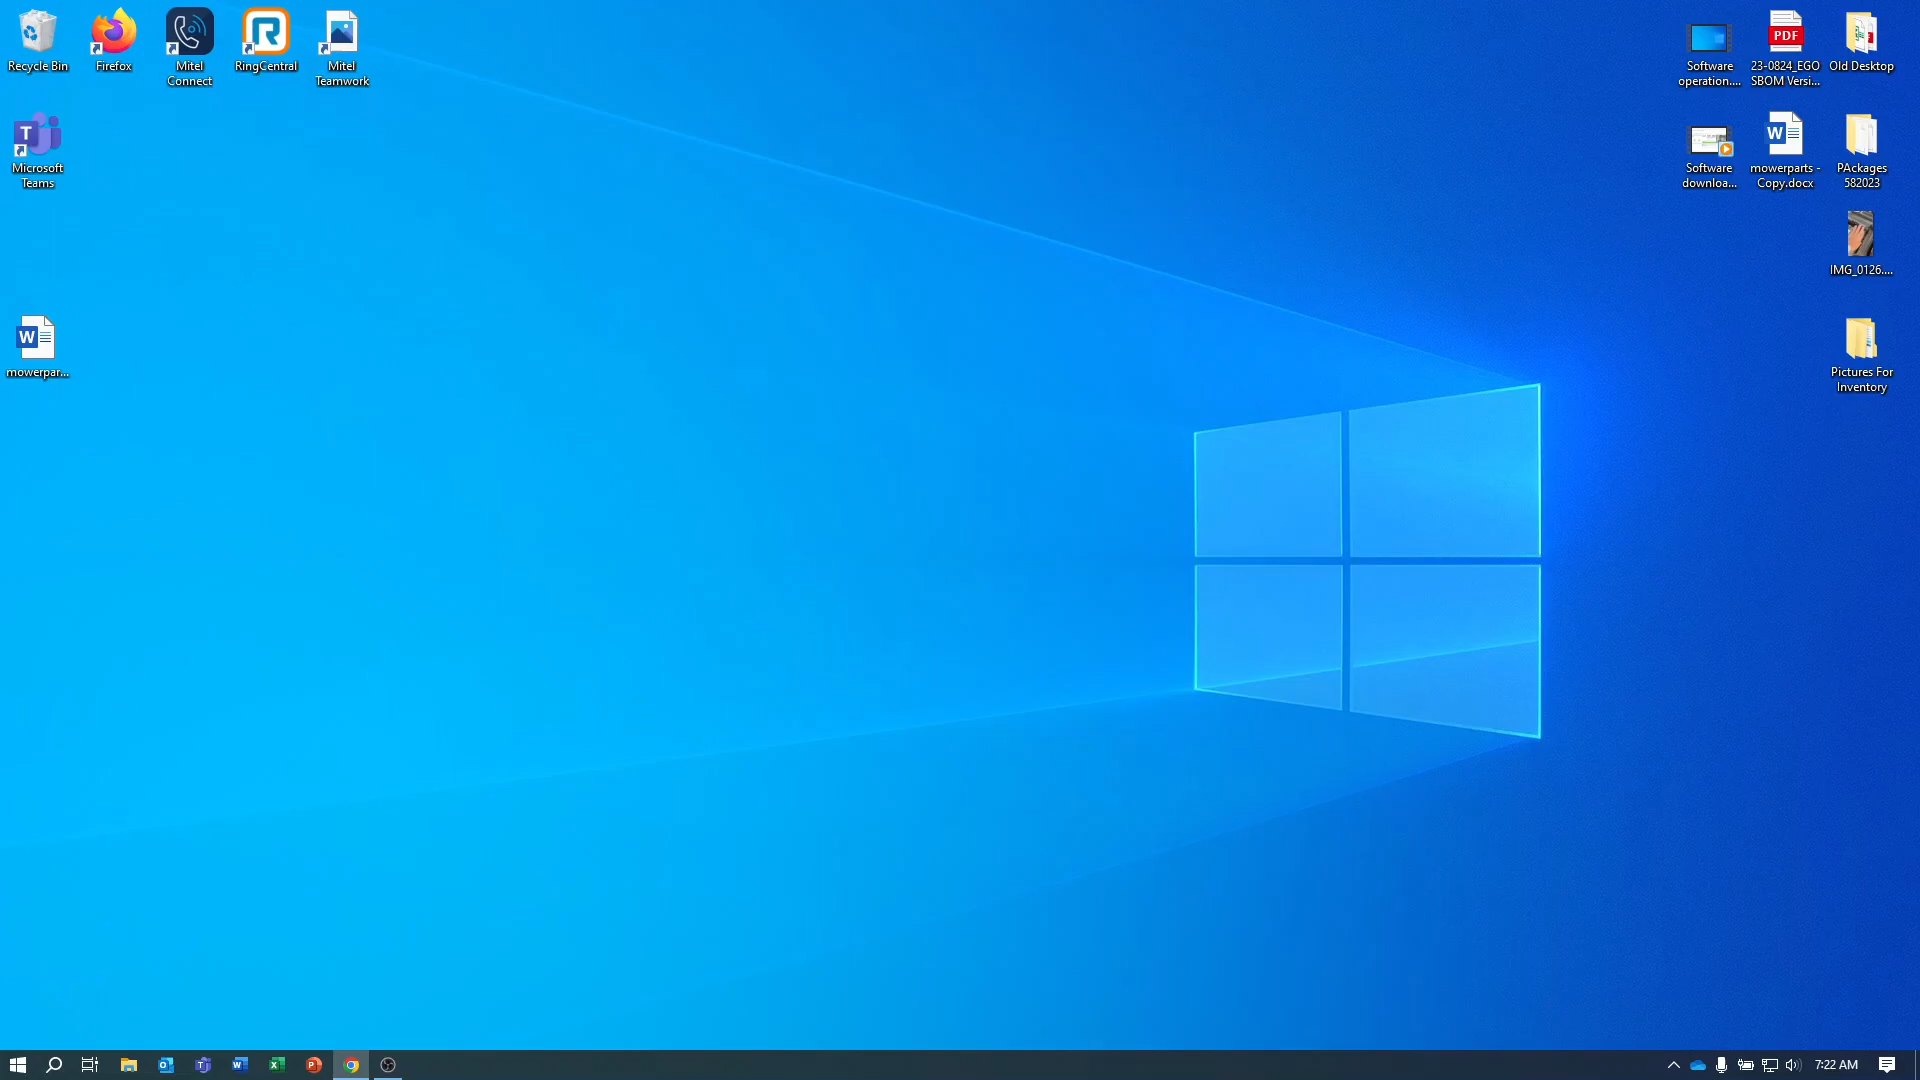 Recycle Bin
Firefox
Mitel
Connect
RingCentral
Mitel
Teamwork
Software
operation....
PDF
23-0824_EGO
SBOM Versi...
Old Desktop
T
Microsoft
Teams
Software
downloa...
W
mowerparts -
Copy.docx
PAckages
582023
IMG_0126....
W
mowerpar...
Pictures For
Inventory
7:22 AM